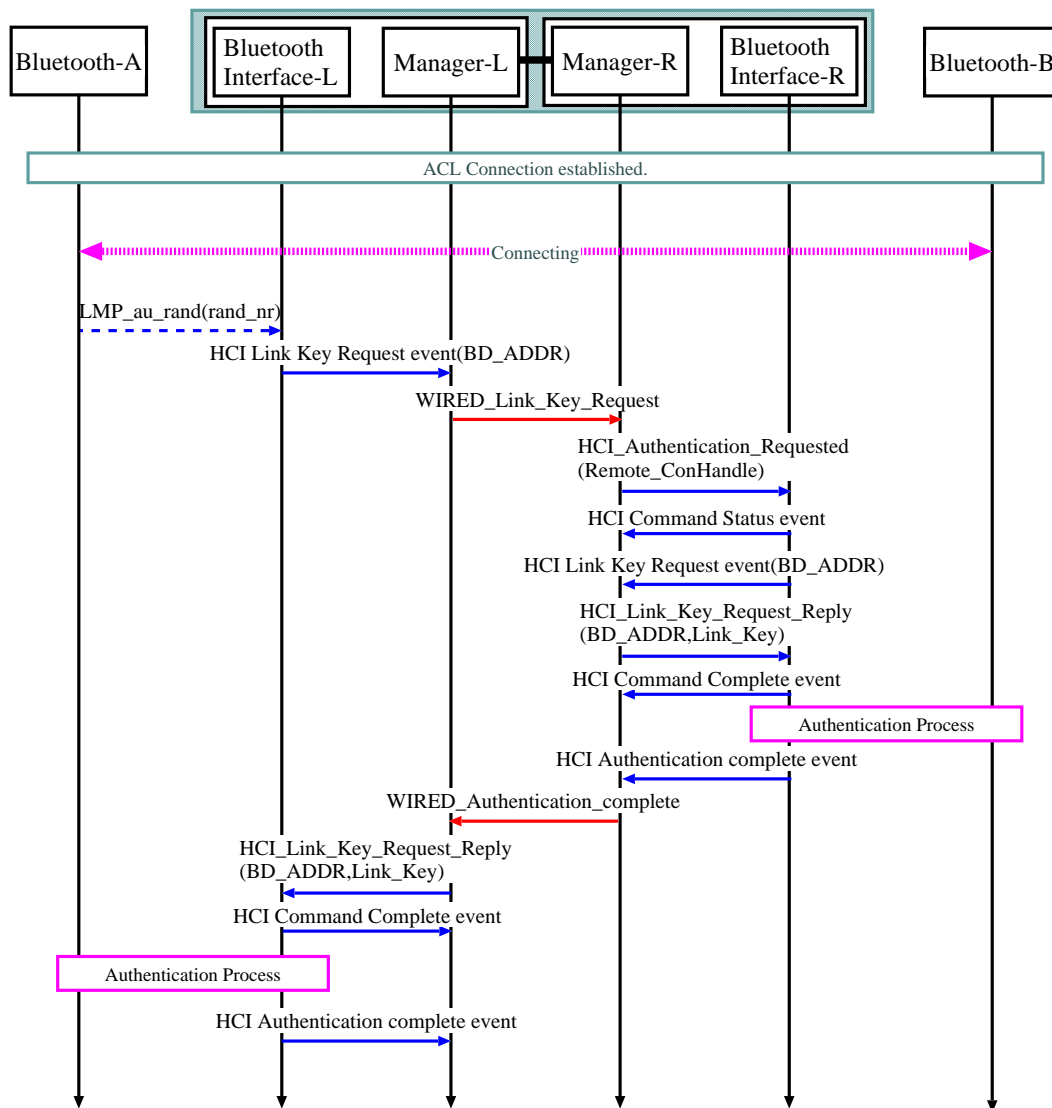 Bluetooth-A
Bluetooth
Interface-L
Manager-L
Manager-R
Bluetooth
Interface-R
Bluetooth-B
ACL Connection established.
Connecting
LMP_au_rand(rand_nr)
HCI Link Key Request event(BD_ADDR)
WIRED_Link_Key_Request
HCI_Authentication_Requested
(Remote_ConHandle)
HCI Command Status event
HCI Link Key Request event(BD_ADDR)
HCI_Link_Key_Request_Reply
(BD_ADDR,Link_Key)
HCI Command Complete event
Authentication Process
HCI Authentication complete event
WIRED_Authentication_complete
HCI_Link_Key_Request_Reply
(BD_ADDR,Link_Key)
HCI Command Complete event
Authentication Process
HCI Authentication complete event